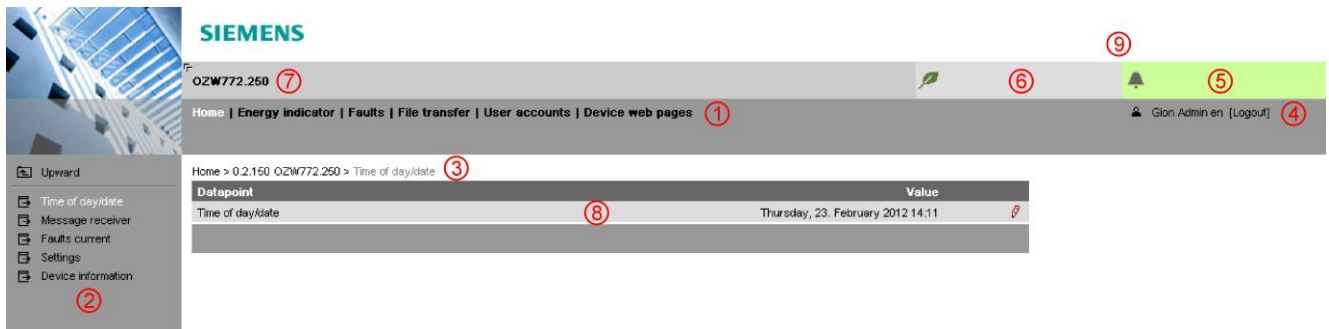 SIEMENS
⑨
OZW772.250 ⑦ ⑥ ⑤
Home | Energy indicator | Faults | File transfer | User accounts | Device web pages ① Gion Admin en [Logout] ④
Upward
Home > 0.2.150 OZW772.250 > Time of day/date ③
Datapoint Value
Time of day/date ⑧ Thursday, 23. February 2012 14:11
Time of day/date
Message receiver
Faults current
Settings
Device information
②